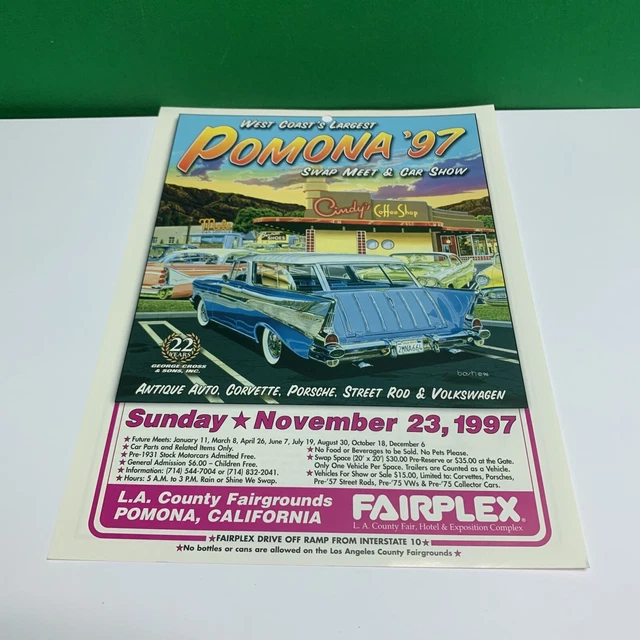 WEST COAST'S LARGEST
POMONA '97
SWAP MEET & CAR SHOW
Cindy's Coffee Shop
SHOES
22
YEARS
GEORGE CROSS
& SONS, INC.
ANTIQUE AUTO, CORVETTE, PORSCHE, STREET ROD & VOLKSWAGEN
Sunday ★ November 23, 1997
★ Future Meets: January 11, March 8, April 26, June 7, July 19, August 30, October 18, December 6
★ Car Parts and Related Items Only.
★ Pre-1931 Stock Motorcars Admitted Free.
★ General Admission $6.00 – Children Free.
★ Information: (714) 544-7004 or (714) 832-2041.
★ Hours: 5 A.M. to 3 P.M. Rain or Shine We Swap.
★ No Food or Beverages to be Sold. No Pets Please.
★ Swap Space (20' x 20') $30.00 Pre-Reserve or $35.00 at the Gate.
Only One Vehicle Per Space. Trailers are Counted as a Vehicle.
★ Vehicles For Show or Sale $15.00, Limited to: Corvettes, Porsches,
Pre-'57 Street Rods, Pre-'75 VWs & Pre-'75 Collector Cars.
L.A. County Fairgrounds
POMONA, CALIFORNIA
FAIRPLEX®
L. A. County Fair, Hotel & Exposition Complex
★ FAIRPLEX DRIVE OFF RAMP FROM INTERSTATE 10 ★
★ No bottles or cans are allowed on the Los Angeles County Fairgrounds ★